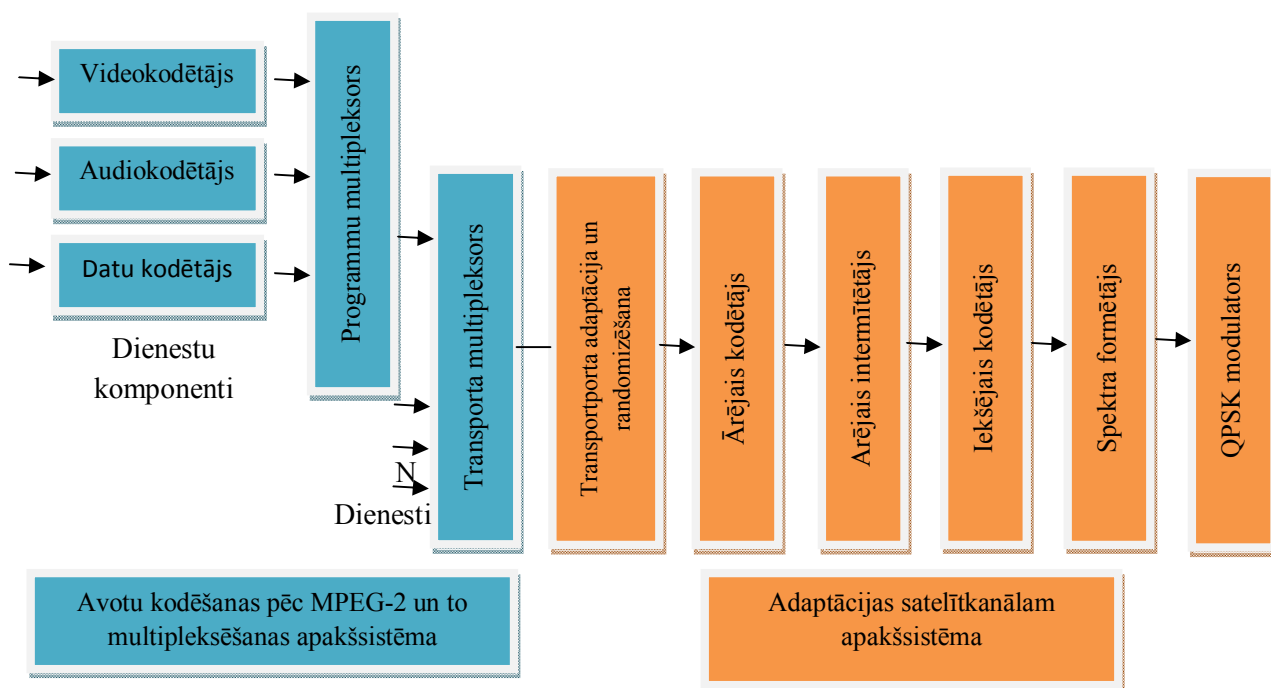 Videokodētājs
Audiokodētājs
Datu kodētājs
Dienestu
komponenti
Programmu multipleksors
N
Dienesti
Transporta multipleksors
Transportporta adaptācija un
randomizēšana
Ārējais kodētājs
Arējais intermītētājs
Iekšējais kodētājs
Spektra formētājs
QPSK modulators
Avotu kodēšanas pēc MPEG-2 un to
multipleksēšanas apakšsistēma
Adaptācijas satelītkanālam
apakšsistēma